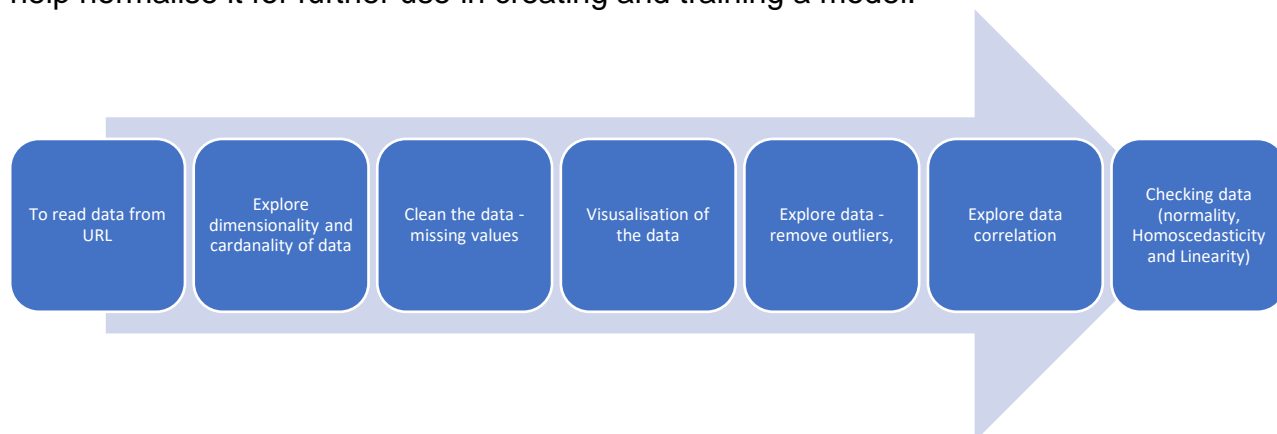 help normalise it for further use in creating and training a model.
To read data from
URL
Explore
dimensionality and
cardanality of data
Clean the data -
missing values
Visusalisation of
the data
Explore data -
remove outliers,
Explore data
correlation
Checking data
(normality,
Homoscedasticity
and Linearity)